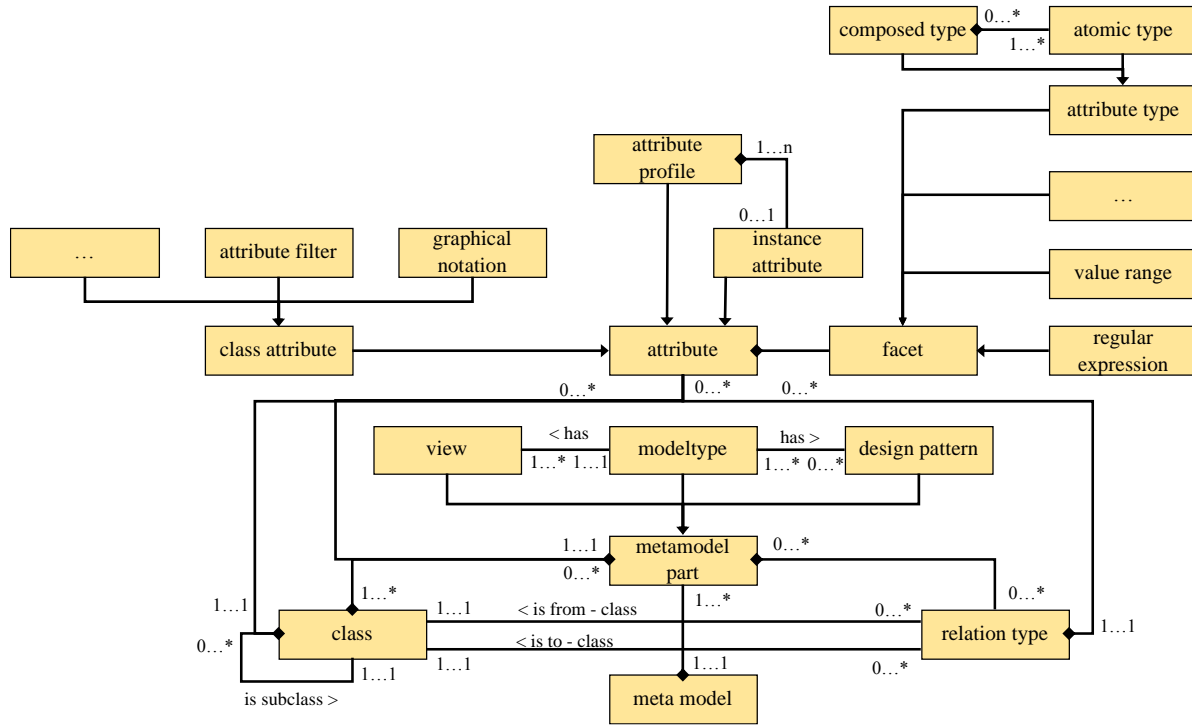 composed type
0…*
1…*
atomic type
attribute type
attribute
profile
1…n
0…1
…
…
attribute filter
graphical
notation
instance
attribute
value range
class attribute
attribute
facet
regular
expression
0…*
0…*
0…*
view
< has
1…* 1…1
modeltype
has >
1…* 0…*
design pattern
1…1
0…*
metamodel
part
0…*
1…*
1…*
0…*
1…1
0…*
class
1…1
< is from - class
0…*
< is to - class
1…1
0…*
relation type
1…1
1…1
is subclass >
1…1
meta model